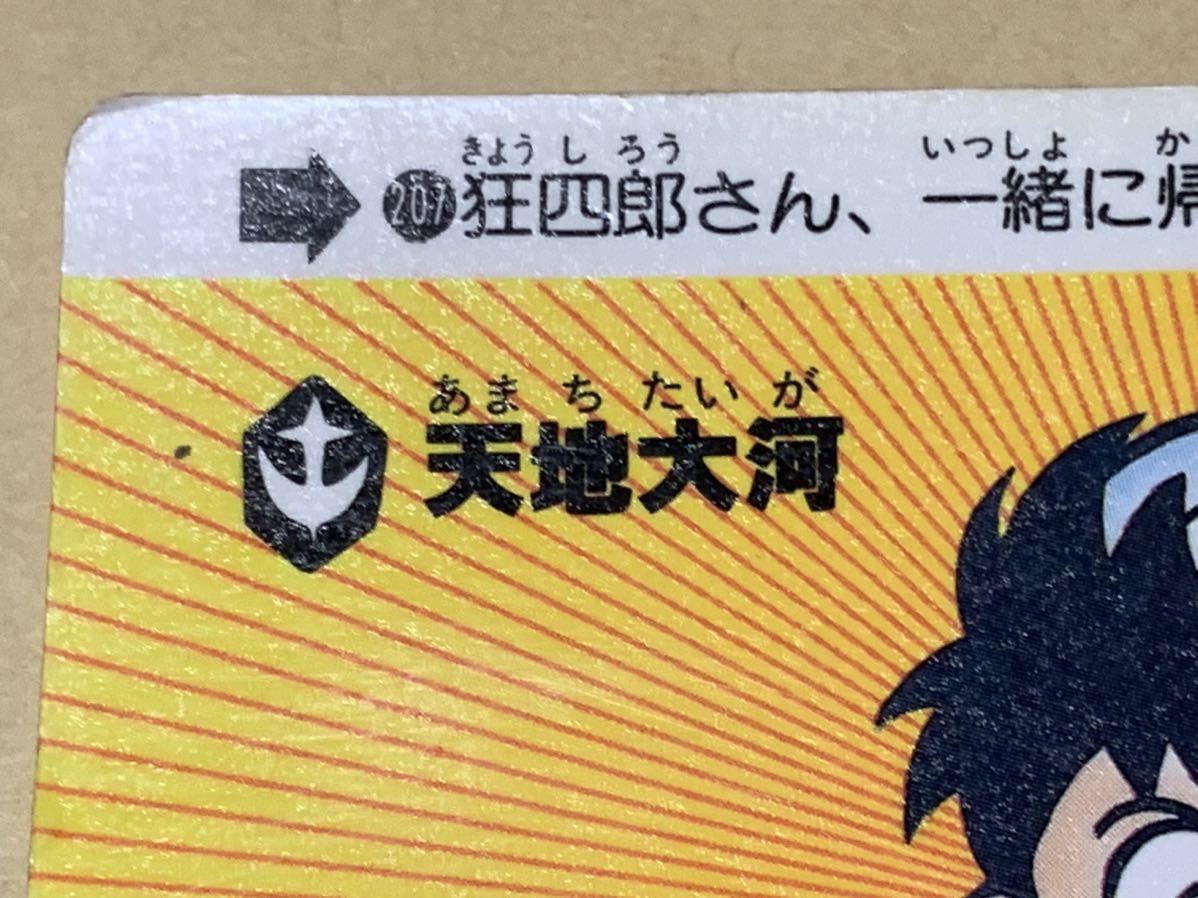 きょうしろう いっしょ か
➡ 207 狂四郎さん、一緒に帰
あまちたいが
天地大河